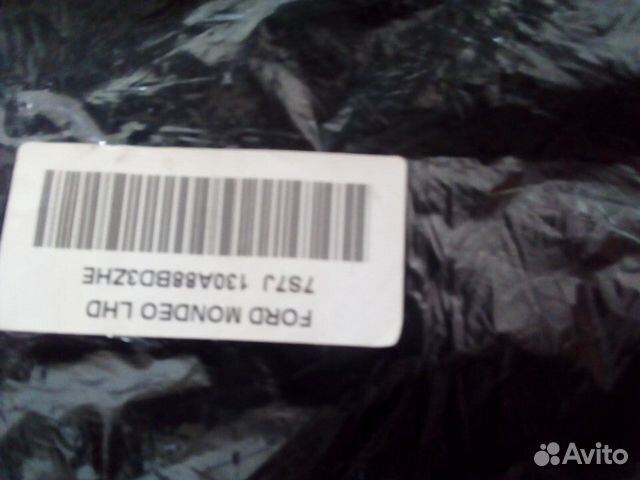 FORD MONDEO LHD
7S7J 130A88BD3ZHE
Avito